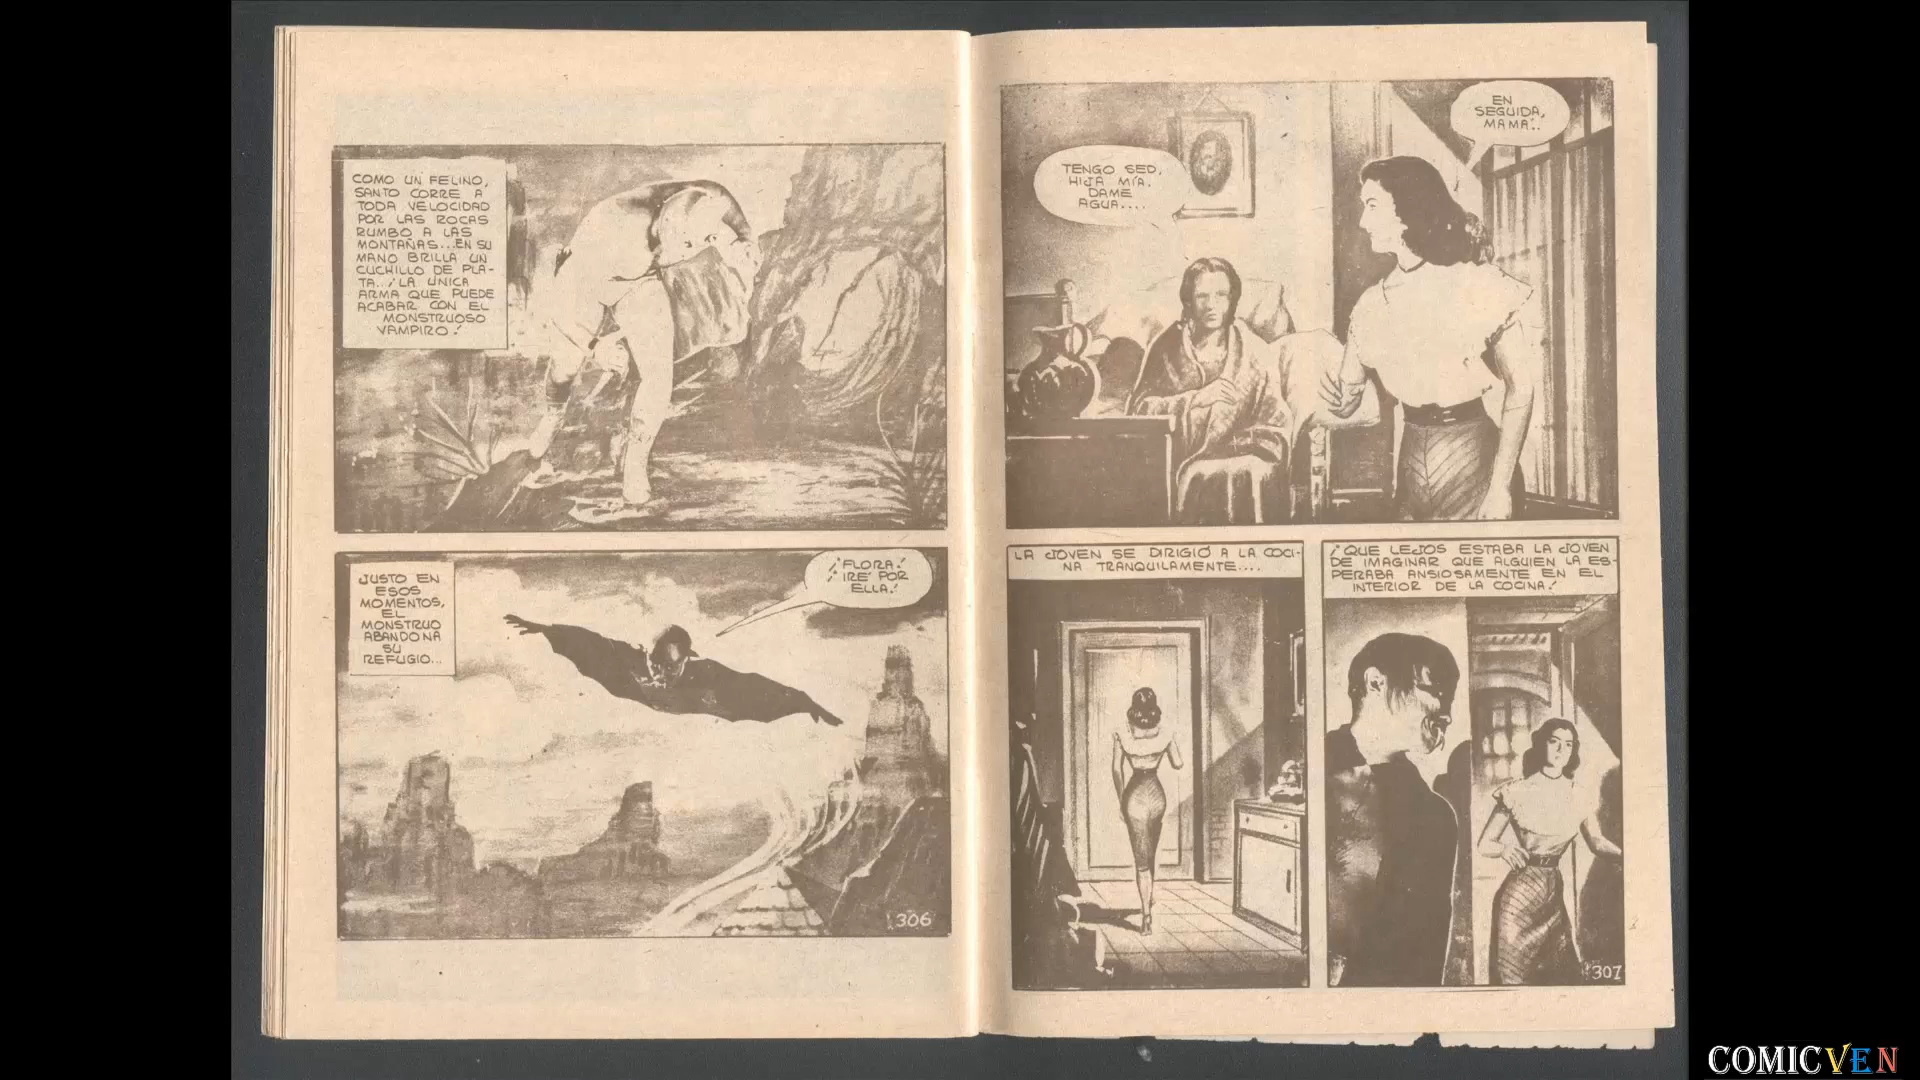 COMO UN FELINO,
SANTO CORRE A
TODA VELOCIDAD
POR LAS ROCAS
RUMBO A LAS
MONTAÑAS...EN SU
MANO BRILLA UN
CUCHILLO DE PLA-
TA...¡LA UNICA
ARMA QUE PUEDE
ACABAR CON EL
MONSTRUOSO
VAMPIRO!
JUSTO EN
ESOS
MOMENTOS,
EL
MONSTRUO
ABANDONA
SU
REFUGIO...
¡FLORA!
¡IRÉ POR
ELLA!
306
TENGO SED,
HIJA MÍA.
DAME
AGUA....
EN
SEGUIDA,
MAMÁ..
LA JOVEN SE DIRIGIÓ A LA COCI-
NA TRANQUILAMENTE....
¡QUE LEJOS ESTABA LA JOVEN
DE IMAGINAR QUE ALGUIEN LA ES-
PERABA ANSIOSAMENTE EN EL
INTERIOR DE LA COCINA!
307
COMICVEN